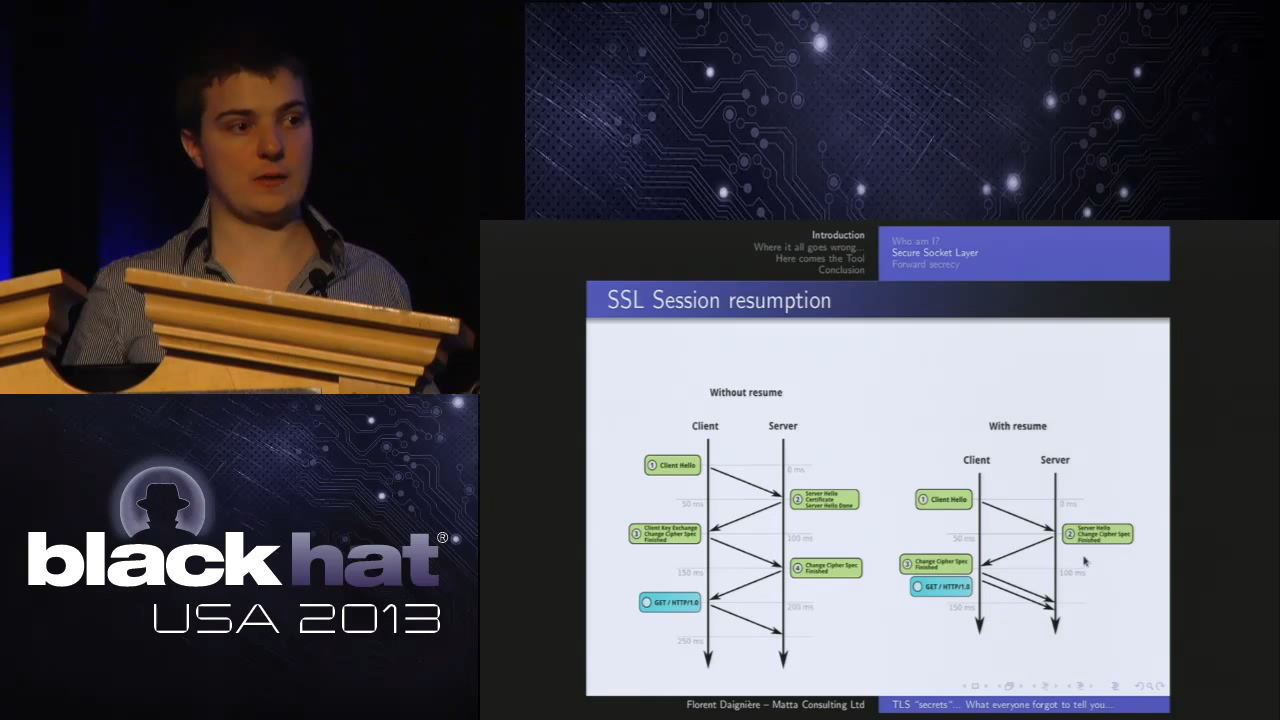 Introduction
Where it all goes wrong...
Here comes the Tool
Conclusion
Who am I?
Secure Socket Layer
Forward secrecy
SSL Session resumption
Without resume
Client
Server
1 Client Hello
0 ms
50 ms
2 Server Hello
Certificate
Server Hello Done
3 Client Key Exchange
Change Cipher Spec
Finished
100 ms
150 ms
4 Change Cipher Spec
Finished
GET / HTTP/1.0
200 ms
250 ms
With resume
Client
Server
1 Client Hello
0 ms
50 ms
2 Server Hello
Change Cipher Spec
Finished
3 Change Cipher Spec
Finished
100 ms
GET / HTTP/1.0
150 ms
Florent Daignière – Matta Consulting Ltd
TLS "secrets"... What everyone forgot to tell you...
blackhat®
USA 2013